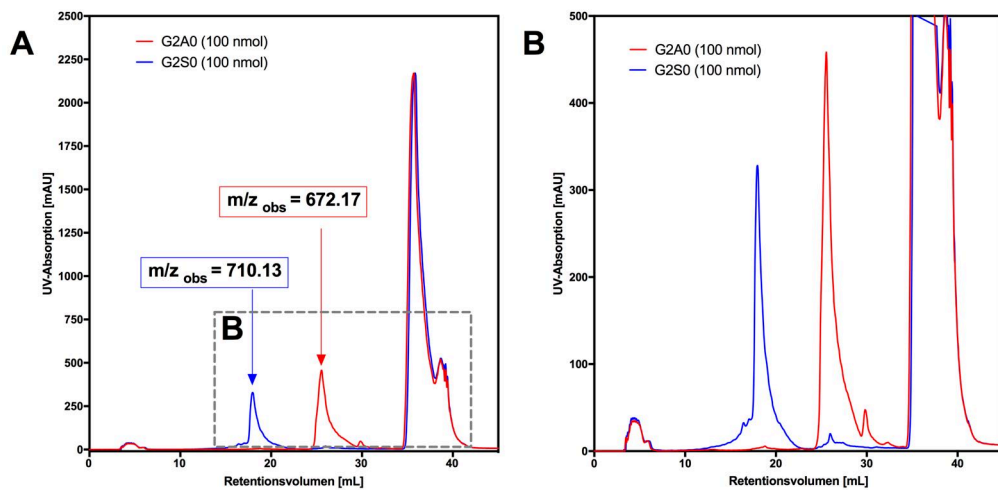 A
UV-Absorption [mAU]
2500
2250
2000
1750
1500
1250
1000
750
500
250
0
G2A0 (100 nmol)
G2S0 (100 nmol)
m/z obs = 672.17
m/z obs = 710.13
B
0
10
20
30
40
Retentionsvolumen [mL]
B
UV-Absorption [mAU]
500
400
300
200
100
0
G2A0 (100 nmol)
G2S0 (100 nmol)
0
10
20
30
40
Retentionsvolumen [mL]